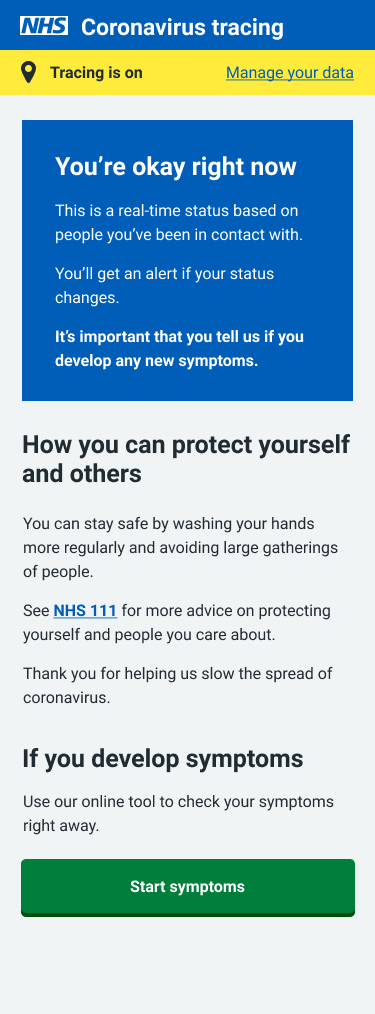 NHS Coronavirus tracing
Tracing is on Manage your data
You’re okay right now
This is a real-time status based on
people you’ve been in contact with.
You’ll get an alert if your status
changes.
It’s important that you tell us if you
develop any new symptoms.
How you can protect yourself
and others
You can stay safe by washing your hands
more regularly and avoiding large gatherings
of people.
See NHS 111 for more advice on protecting
yourself and people you care about.
Thank you for helping us slow the spread of
coronavirus.
If you develop symptoms
Use our online tool to check your symptoms
right away.
Start symptoms